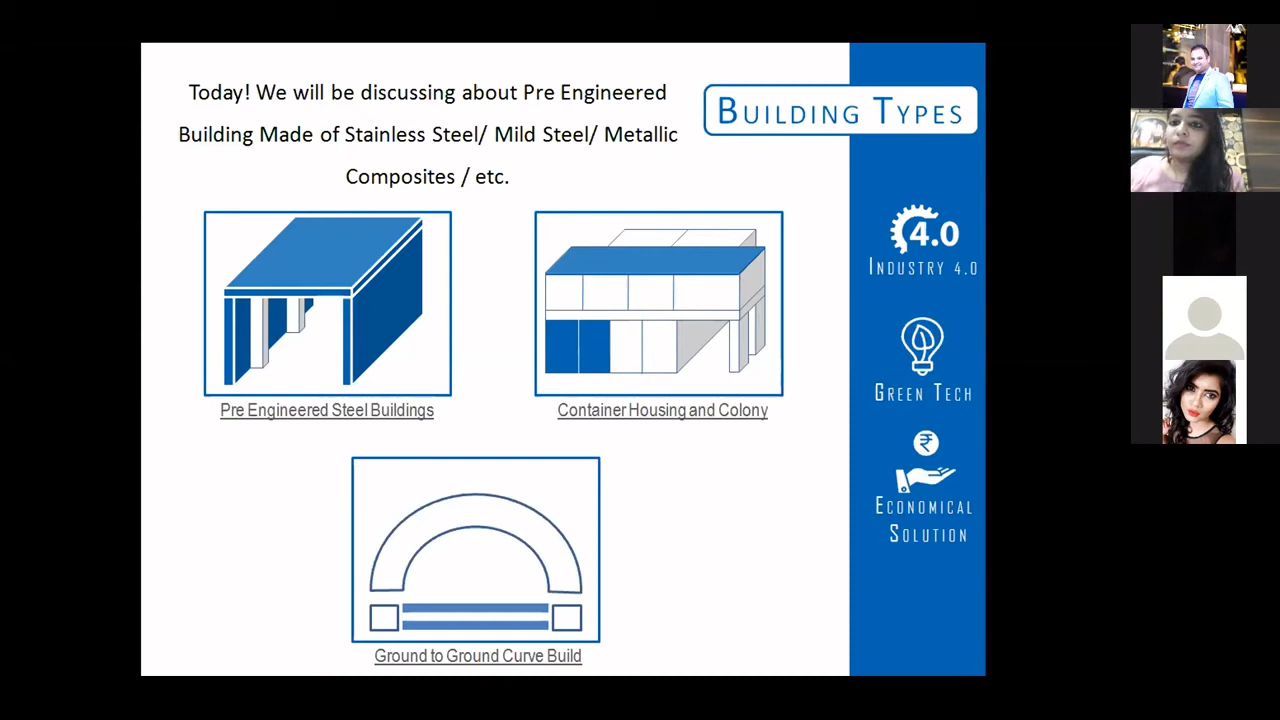 Today! We will be discussing about Pre Engineered
Building Made of Stainless Steel/ Mild Steel/ Metallic
Composites / etc.
BUILDING TYPES
Pre Engineered Steel Buildings
Container Housing and Colony
Ground to Ground Curve Build
4.0
INDUSTRY 4.0
GREEN TECH
₹
ECONOMICAL
SOLUTION